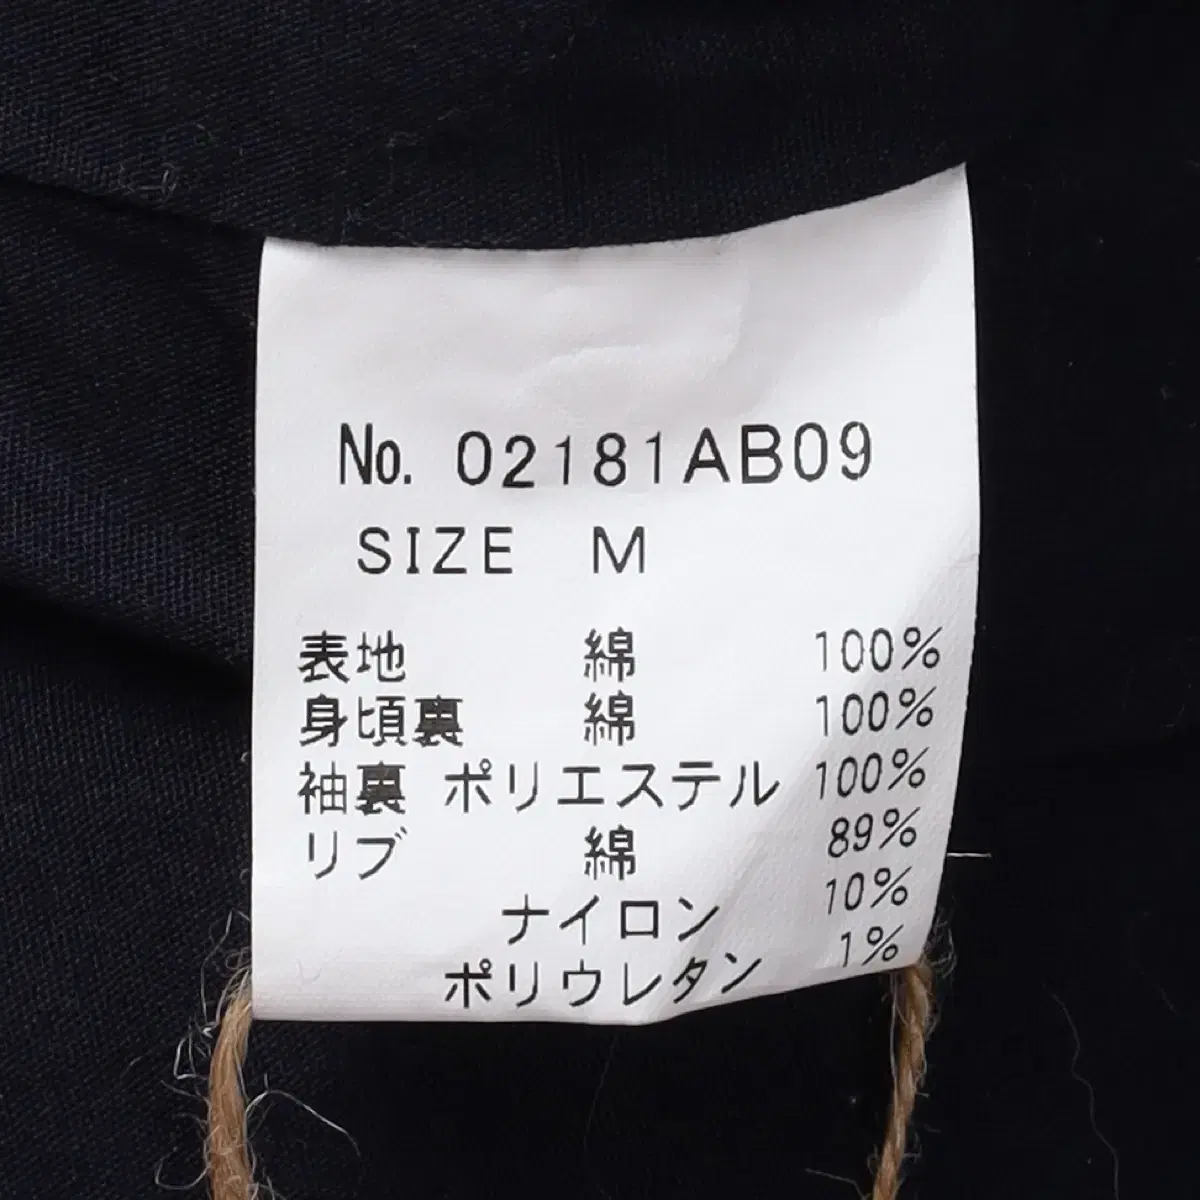 No. 02181AB09
SIZE M
表地 綿 100%
身頃裏 綿 100%
袖裏 ポリエステル 100%
リブ 綿 89%
ナイロン 10%
ポリウレタン 1%